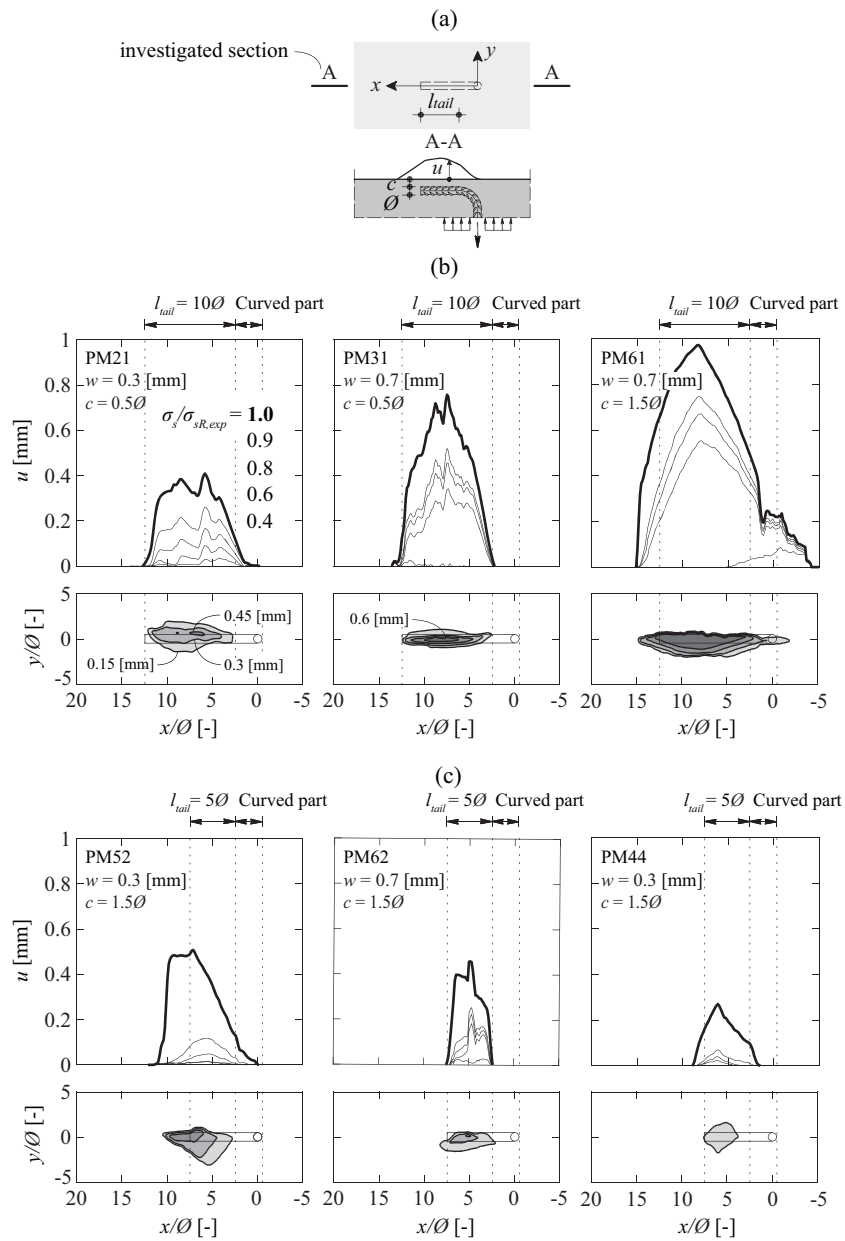 (a)
investigated section
A
A
y
x
l_tail
A-A
u
c
Ø
(b)
l_tail = 10Ø Curved part
l_tail = 10Ø Curved part
l_tail = 10Ø Curved part
PM21
w = 0.3 [mm]
c = 0.5Ø
σ_s/σ_sR,exp = 1.0
0.9
0.8
0.6
0.4
PM31
w = 0.7 [mm]
c = 0.5Ø
PM61
w = 0.7 [mm]
c = 1.5Ø
1
0.8
0.6
0.4
0.2
0
u [mm]
5
0
-5
y/Ø [-]
0.45 [mm]
0.15 [mm]
0.3 [mm]
0.6 [mm]
20 15 10 5 0
20 15 10 5 0
20 15 10 5 0 -5
x/Ø [-]
x/Ø [-]
x/Ø [-]
(c)
l_tail = 5Ø Curved part
l_tail = 5Ø Curved part
l_tail = 5Ø Curved part
PM52
w = 0.3 [mm]
c = 1.5Ø
PM62
w = 0.7 [mm]
c = 1.5Ø
PM44
w = 0.3 [mm]
c = 1.5Ø
1
0.8
0.6
0.4
0.2
0
u [mm]
5
0
-5
y/Ø [-]
20 15 10 5 0
20 15 10 5 0
20 15 10 5 0 -5
x/Ø [-]
x/Ø [-]
x/Ø [-]